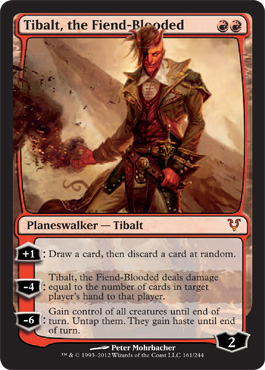 Tibalt, the Fiend-Blooded
Planeswalker — Tibalt
+1: Draw a card, then discard a card at random.
Tibalt, the Fiend-Blooded deals damage
-4: equal to the number of cards in target
player's hand to that player.
Gain control of all creatures until end of
-6: turn. Untap them. They gain haste until end
of turn.
2
Peter Mohrbacher
™ & © 1993-2012 Wizards of the Coast LLC 161/244